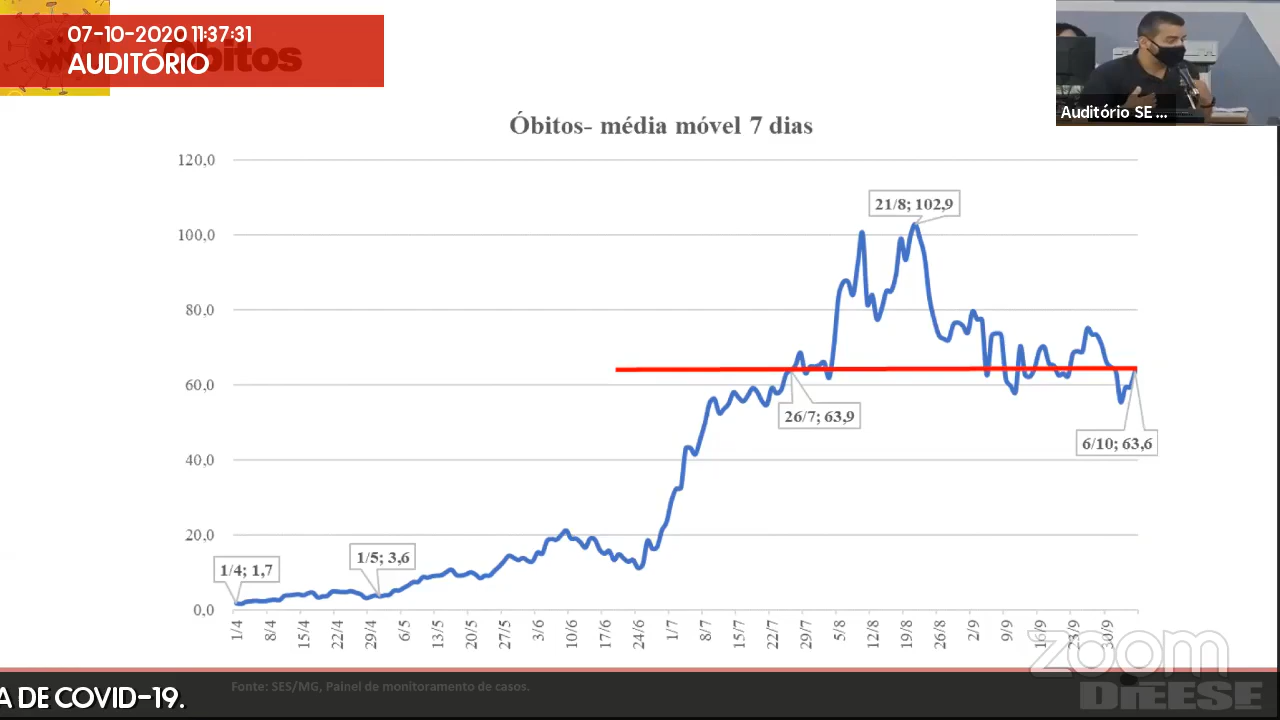 07-10-2020 11:37:31
Óbitos
AUDITÓRIO
Auditório SE ...
Óbitos- média móvel 7 dias
120,0
100,0
80,0
60,0
40,0
20,0
0,0
21/8; 102,9
26/7; 63,9
6/10; 63,6
1/5; 3,6
1/4; 1,7
1/4 8/4 15/4 22/4 29/4 6/5 13/5 20/5 27/5 3/6 10/6 17/6 24/6 1/7 8/7 15/7 22/7 29/7 5/8 12/8 19/8 26/8 2/9 9/9 16/9 23/9 30/9
zoom
Fonte: SES/MG, Painel de monitoramento de casos.
A DE COVID-19.
DIEESE